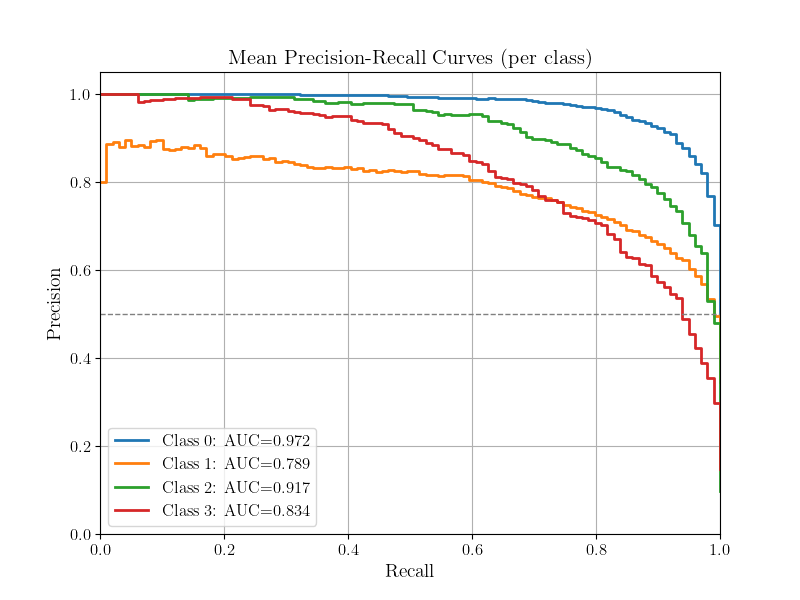 Mean Precision-Recall Curves (per class)
Precision
1.0
0.8
0.6
0.4
0.2
0.0
Class 0: AUC=0.972
Class 1: AUC=0.789
Class 2: AUC=0.917
Class 3: AUC=0.834
0.0 0.2 0.4 0.6 0.8 1.0
Recall